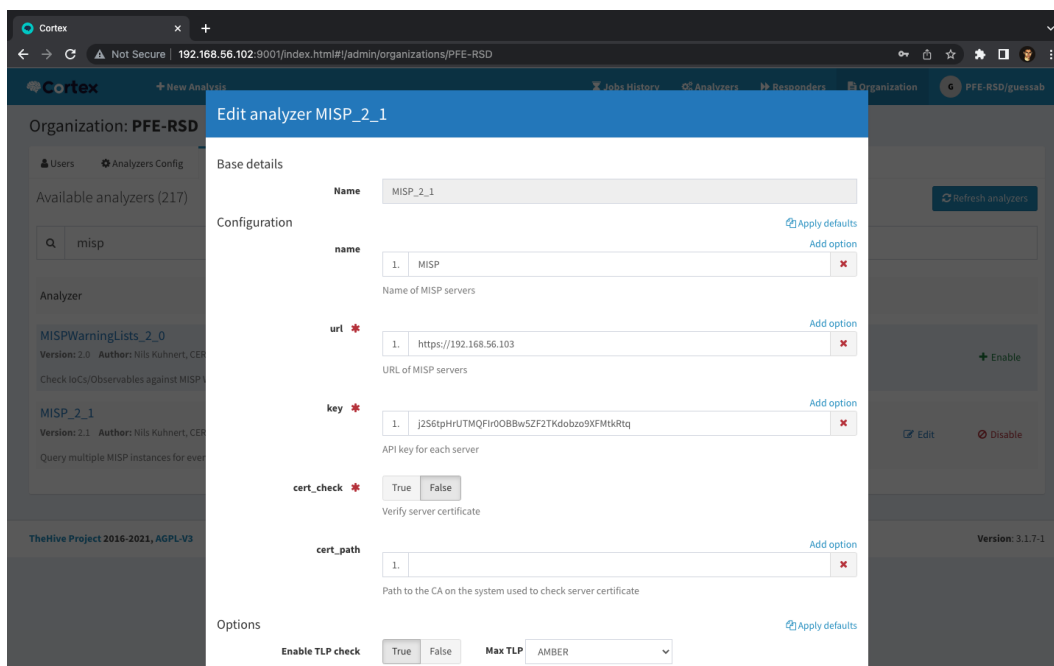 Cortex
Not Secure | 192.168.56.102:9001/index.html#!/admin/organizations/PFE-RSD
Cortex + New Analysis Jobs History Analyzers Responders Organization G PFE-RSD/guessab
Organization: PFE-RSD
Edit analyzer MISP_2_1
Users Analyzers Config
Available analyzers (217)
Refresh analyzers
misp
Analyzer
MISPWarningLists_2_0
Version: 2.0 Author: Nils Kuhnert, CER
Check IoCs/Observables against MISP
+ Enable
MISP_2_1
Version: 2.1 Author: Nils Kuhnert, CER
Query multiple MISP instances for ever
Edit Disable
Base details
Name MISP_2_1
Configuration Apply defaults
name Add option
1. MISP
Name of MISP servers
url * Add option
1. https://192.168.56.103
URL of MISP servers
key * Add option
1. j2S6tpHrUTMQFIr0OBBw5ZF2TKdobzo9XFMtkRtq
API key for each server
cert_check * True False
Verify server certificate
cert_path Add option
1.
Path to the CA on the system used to check server certificate
Options Apply defaults
Enable TLP check True False Max TLP AMBER
TheHive Project 2016-2021, AGPL-V3 Version: 3.1.7-1